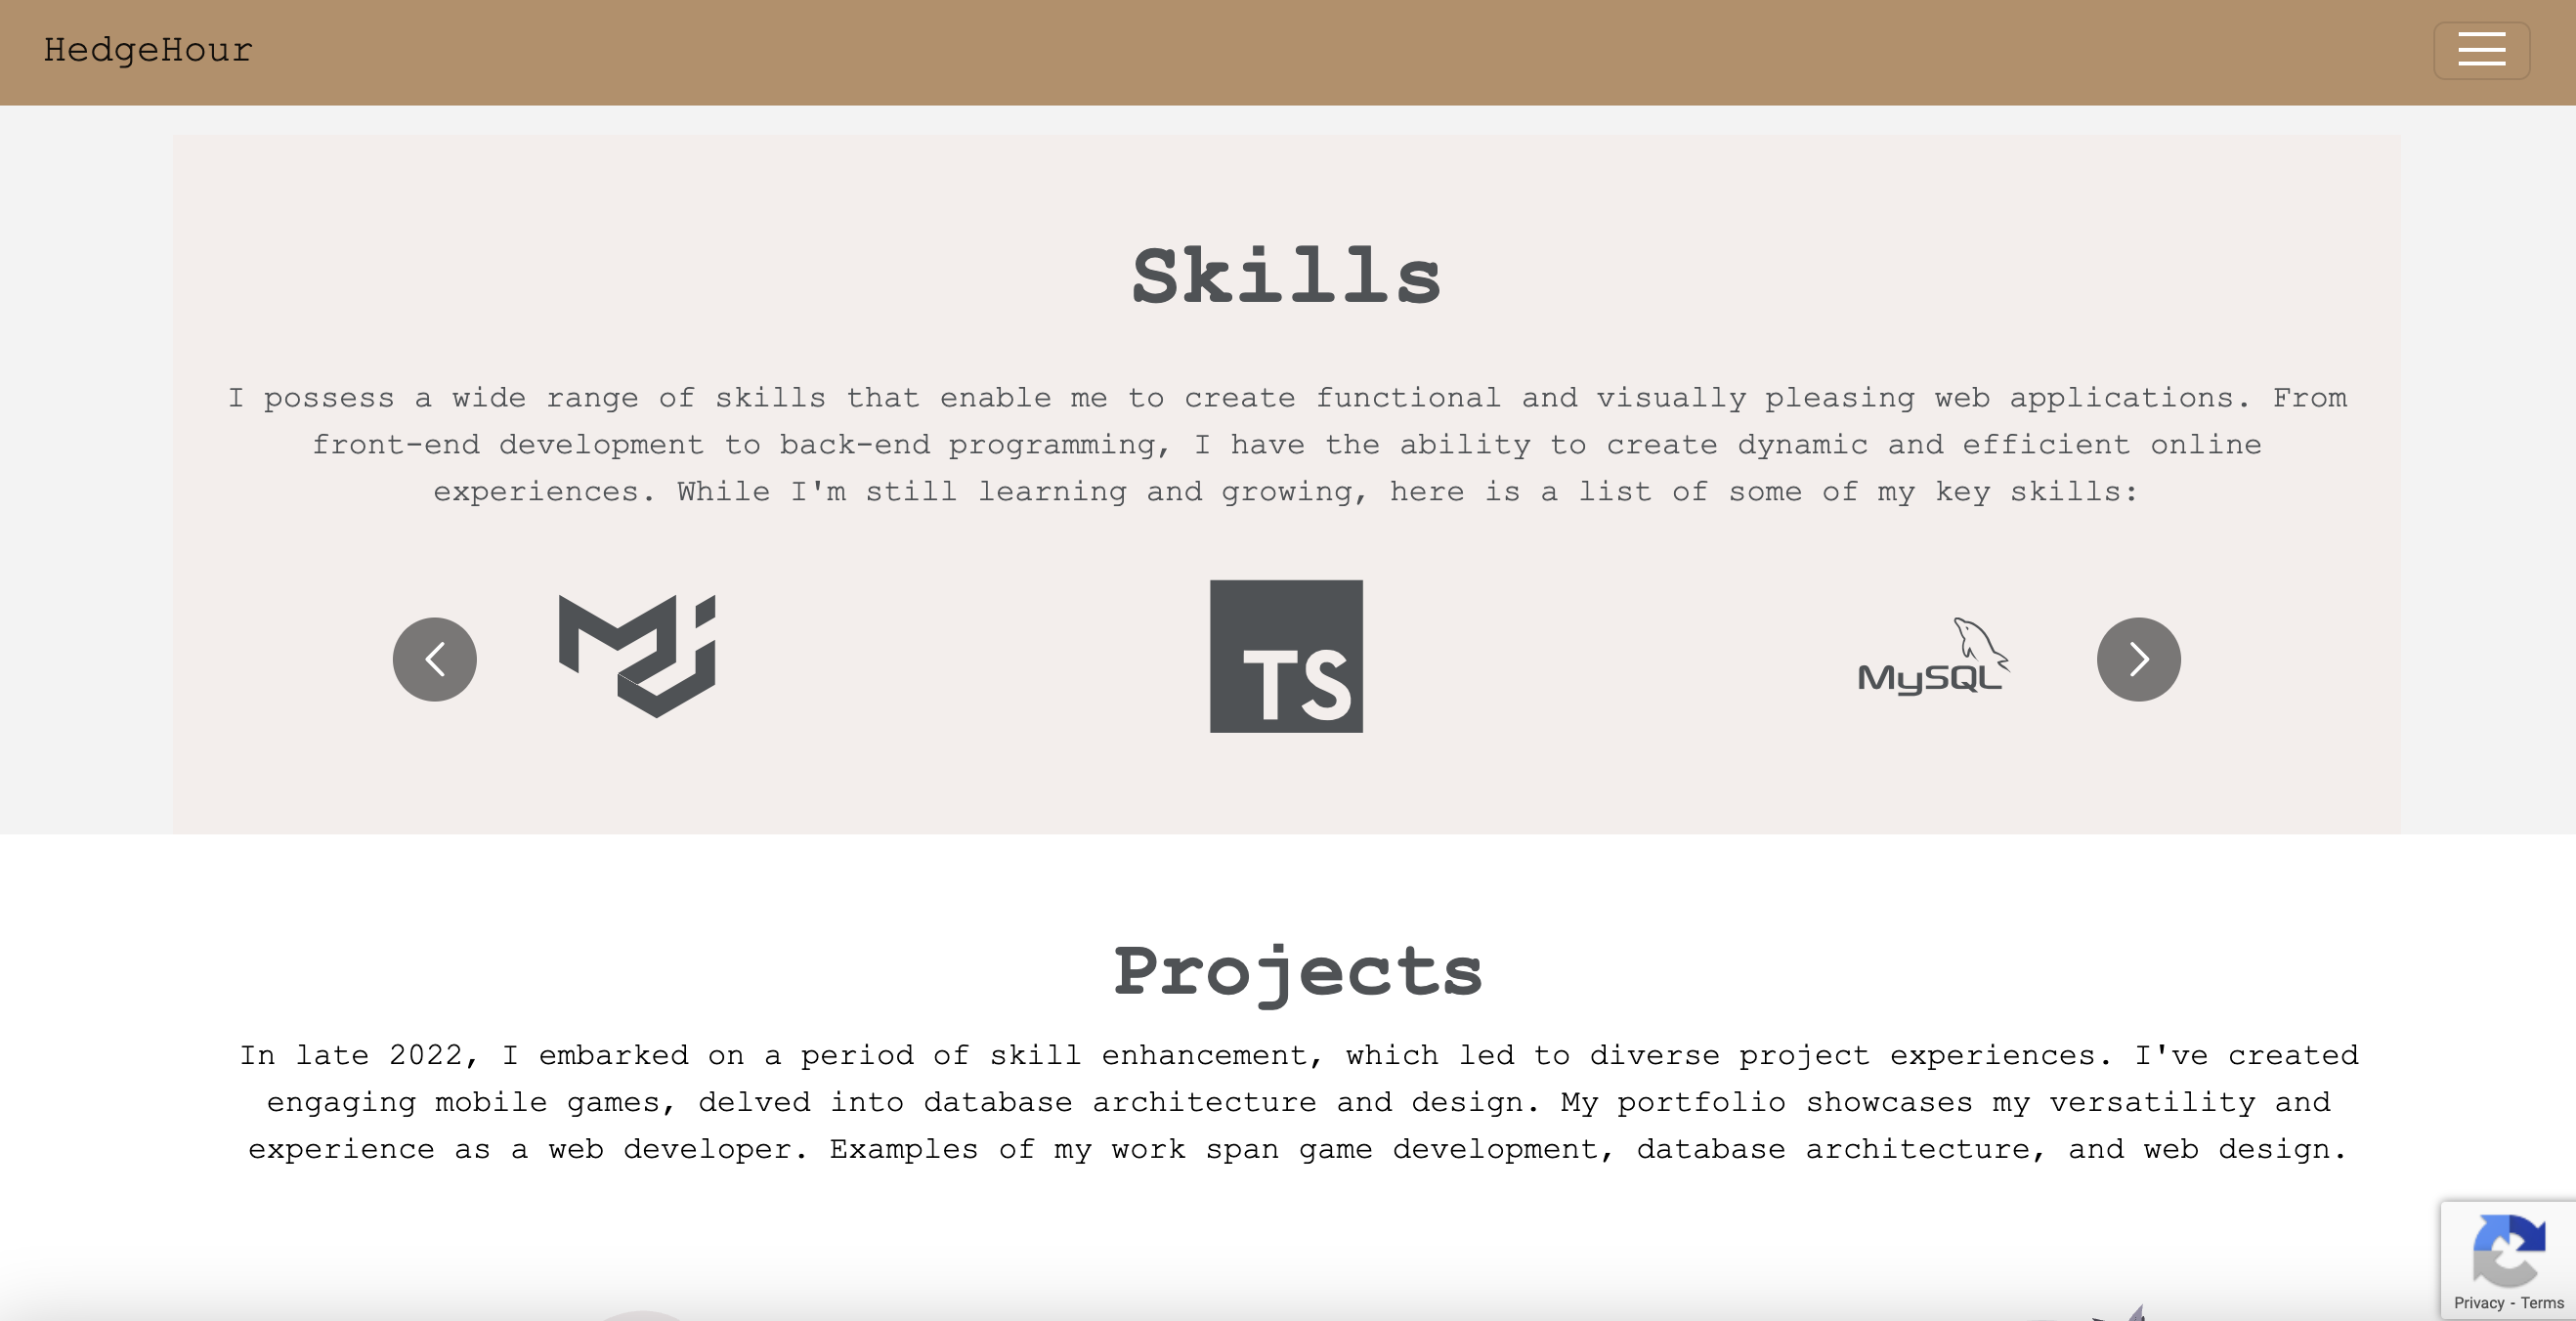 HedgeHour
Skills
I possess a wide range of skills that enable me to create functional and visually pleasing web applications. From
front-end development to back-end programming, I have the ability to create dynamic and efficient online
experiences. While I'm still learning and growing, here is a list of some of my key skills:
TS
MySQL
Projects
In late 2022, I embarked on a period of skill enhancement, which led to diverse project experiences. I've created
engaging mobile games, delved into database architecture and design. My portfolio showcases my versatility and
experience as a web developer. Examples of my work span game development, database architecture, and web design.
Privacy - Terms